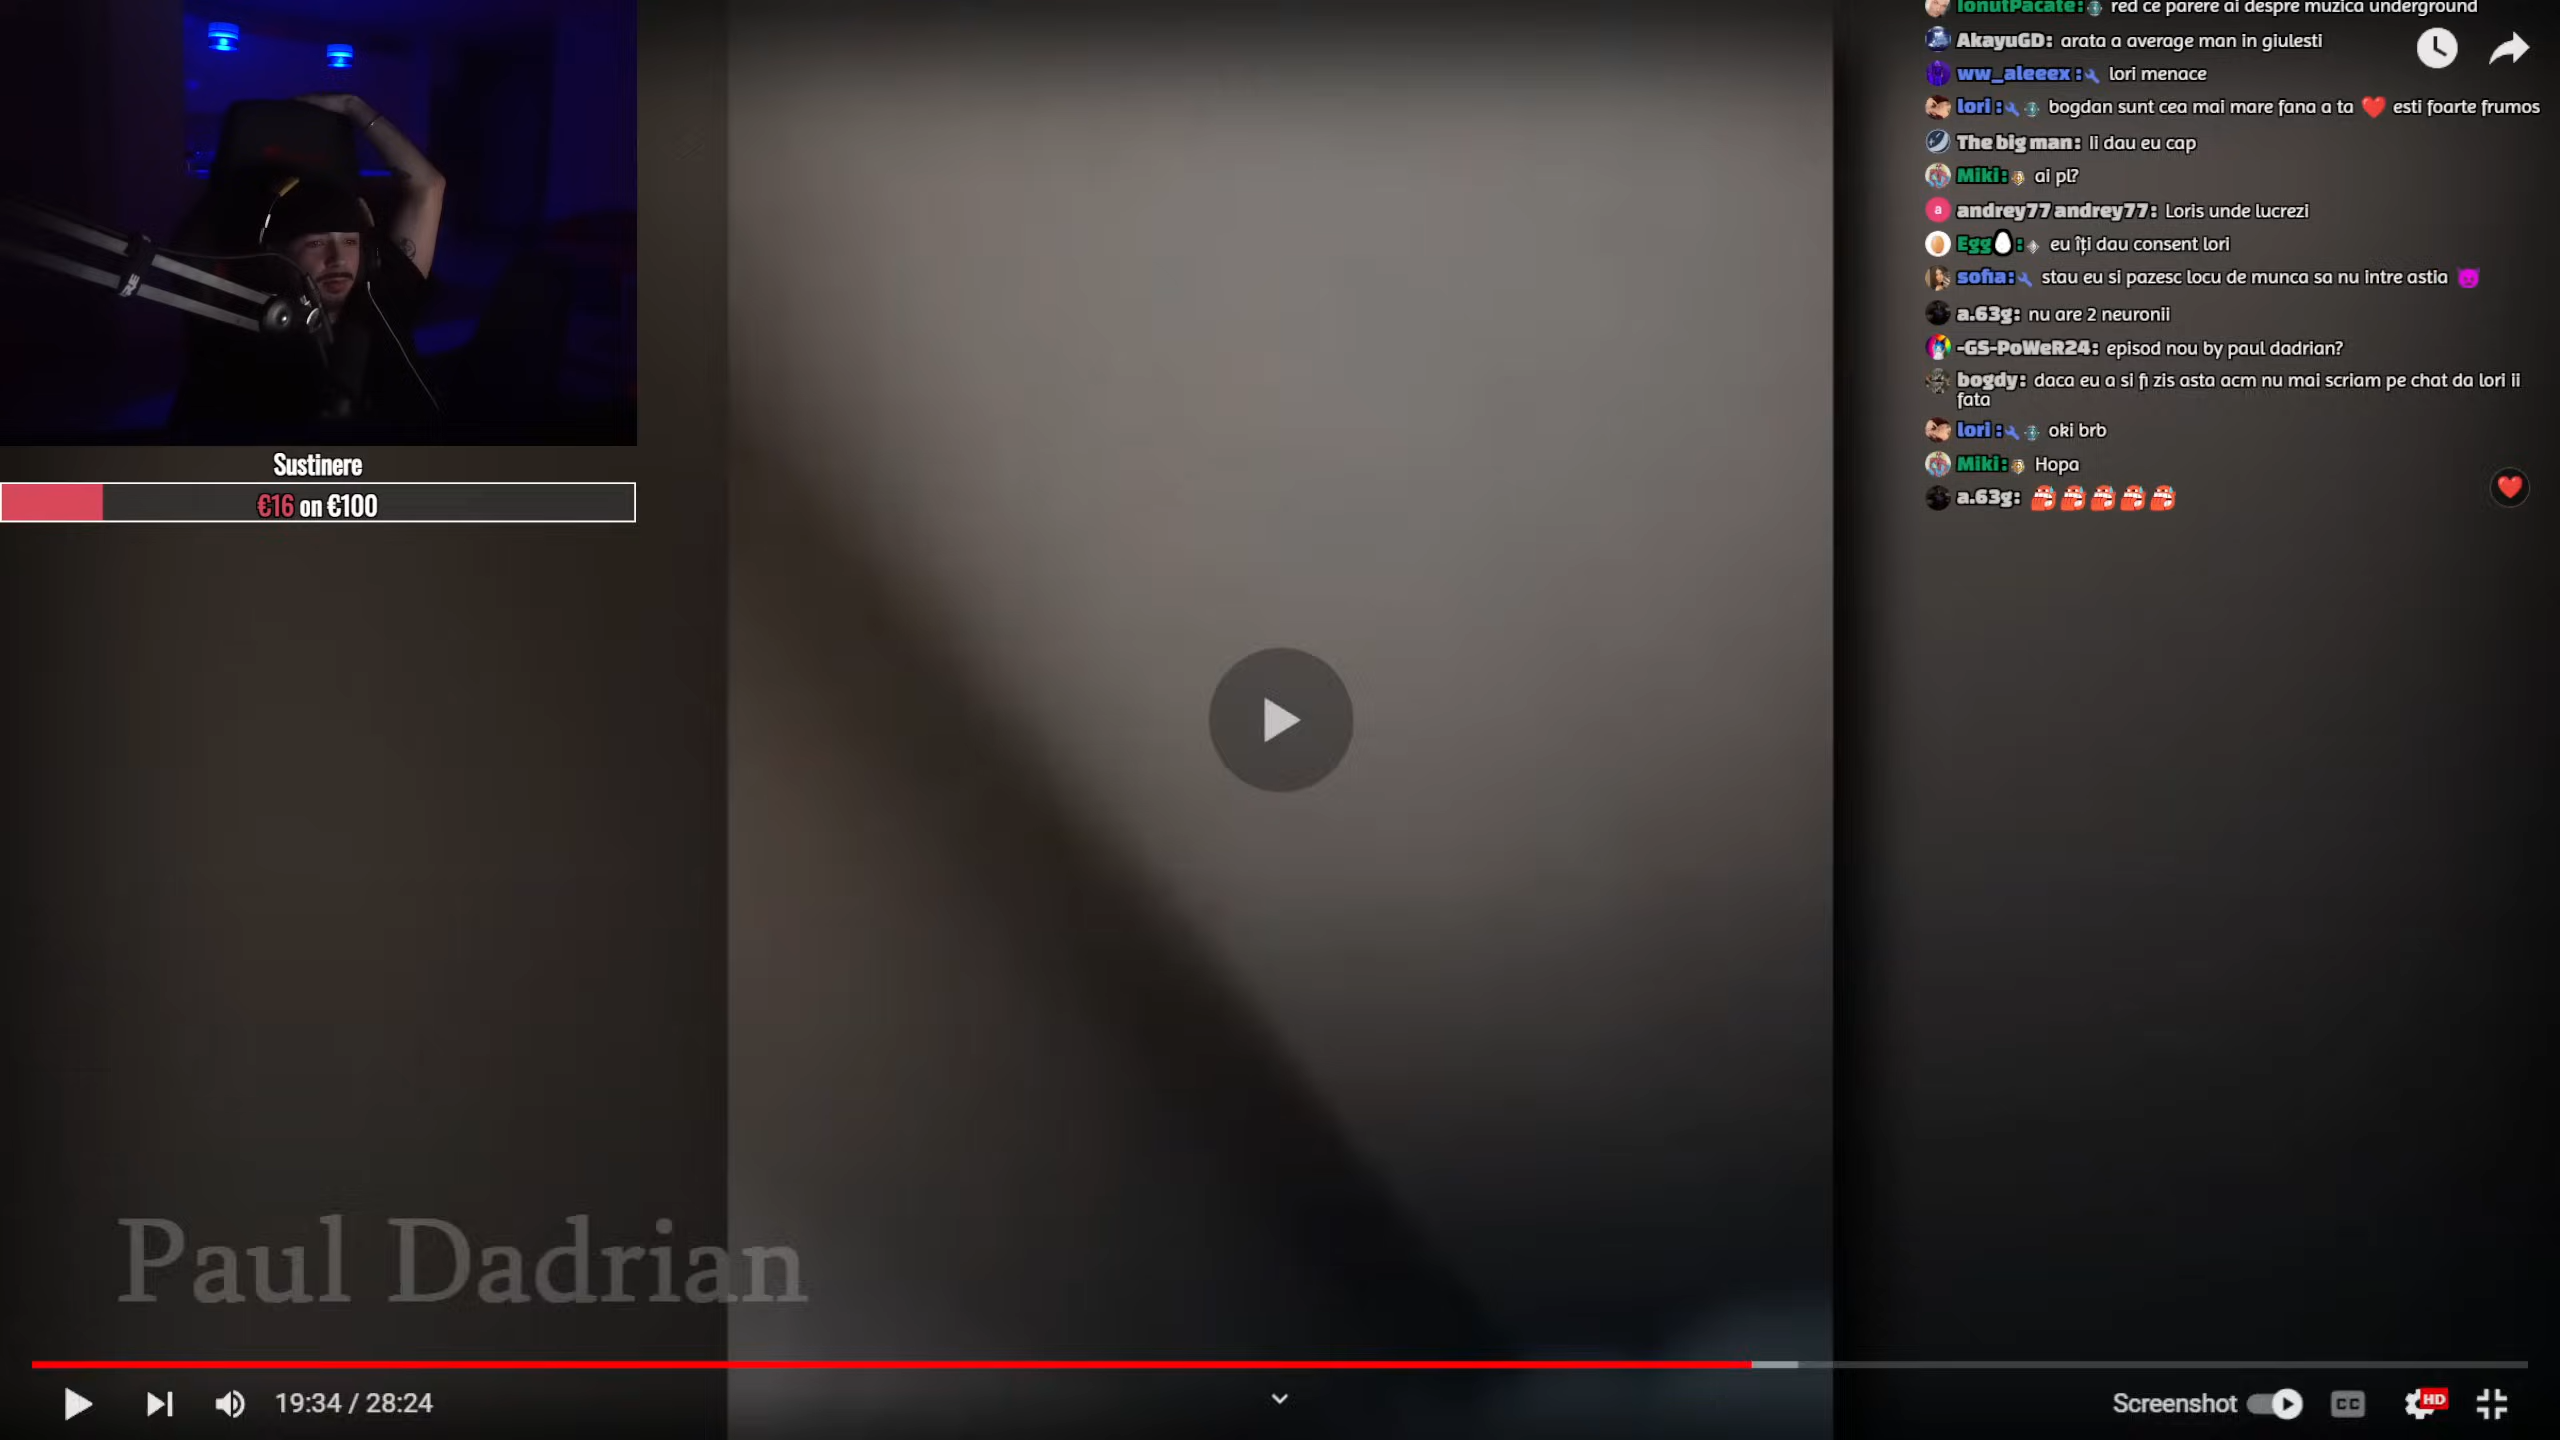 IonutPacate: red ce parere ai despre muzica underground
AkayuGD: arata a average man in giulesti
ww_aleeex : lori menace
lori : bogdan sunt cea mai mare fana a ta ❤️ esti foarte frumos
The big man: Ii dau eu cap
Miki: ai pl?
a andrey77andrey77: Loris unde lucrezi
Egg🥚: eu îți dau consent lori
sofia: stau eu si pazesc locu de munca sa nu intre astia 😈
a.63g: nu are 2 neuronii
-GS-PoWeR24: episod nou by paul dadrian?
bogdy: daca eu a si fi zis asta acm nu mai scriam pe chat da lori ii
fata
lori : oki brb
Miki: Hopa
a.63g:
Sustinere
€16 on €100
Paul Dadrian
19:34 / 28:24
Screenshot
CC
HD